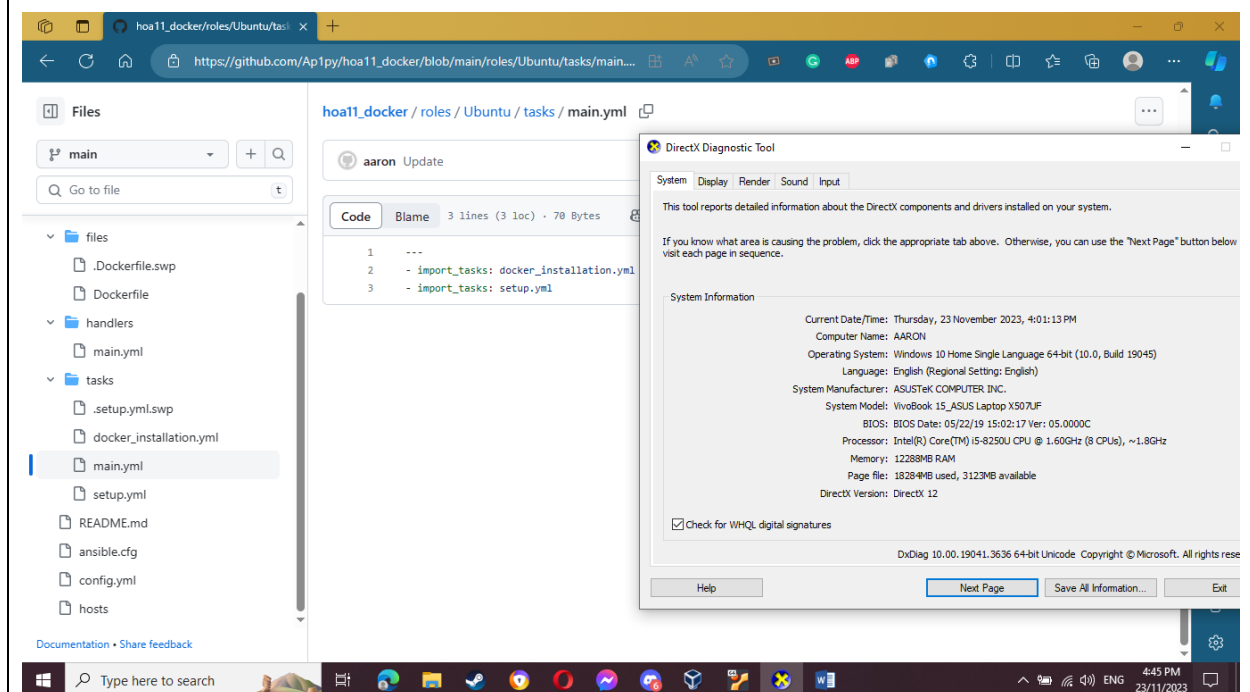 hoa11_docker/roles/Ubuntu/task
https://github.com/Ap1py/hoa11_docker/blob/main/roles/Ubuntu/tasks/main....
Files
main
Go to file
t
files
.Dockerfile.swp
Dockerfile
handlers
main.yml
tasks
.setup.yml.swp
docker_installation.yml
main.yml
setup.yml
README.md
ansible.cfg
config.yml
hosts
Documentation • Share feedback
hoa11_docker / roles / Ubuntu / tasks / main.yml
aaron Update
Code Blame 3 lines (3 loc) · 70 Bytes
1 ---
2 - import_tasks: docker_installation.yml
3 - import_tasks: setup.yml
DirectX Diagnostic Tool
System Display Render Sound Input
This tool reports detailed information about the DirectX components and drivers installed on your system.
If you know what area is causing the problem, click the appropriate tab above. Otherwise, you can use the "Next Page" button below
visit each page in sequence.
System Information
Current Date/Time: Thursday, 23 November 2023, 4:01:13 PM
Computer Name: AARON
Operating System: Windows 10 Home Single Language 64-bit (10.0, Build 19045)
Language: English (Regional Setting: English)
System Manufacturer: ASUSTeK COMPUTER INC.
System Model: VivoBook 15_ASUS Laptop X507UF
BIOS: BIOS Date: 05/22/19 15:02:17 Ver: 05.0000C
Processor: Intel(R) Core(TM) i5-8250U CPU @ 1.60GHz (8 CPUs), ~1.8GHz
Memory: 12288MB RAM
Page file: 18284MB used, 3123MB available
DirectX Version: DirectX 12
Check for WHQL digital signatures
DxDiag 10.00.19041.3636 64-bit Unicode Copyright © Microsoft. All rights rese
Help Next Page Save All Information... Exit
Type here to search
ENG
4:45 PM
23/11/2023